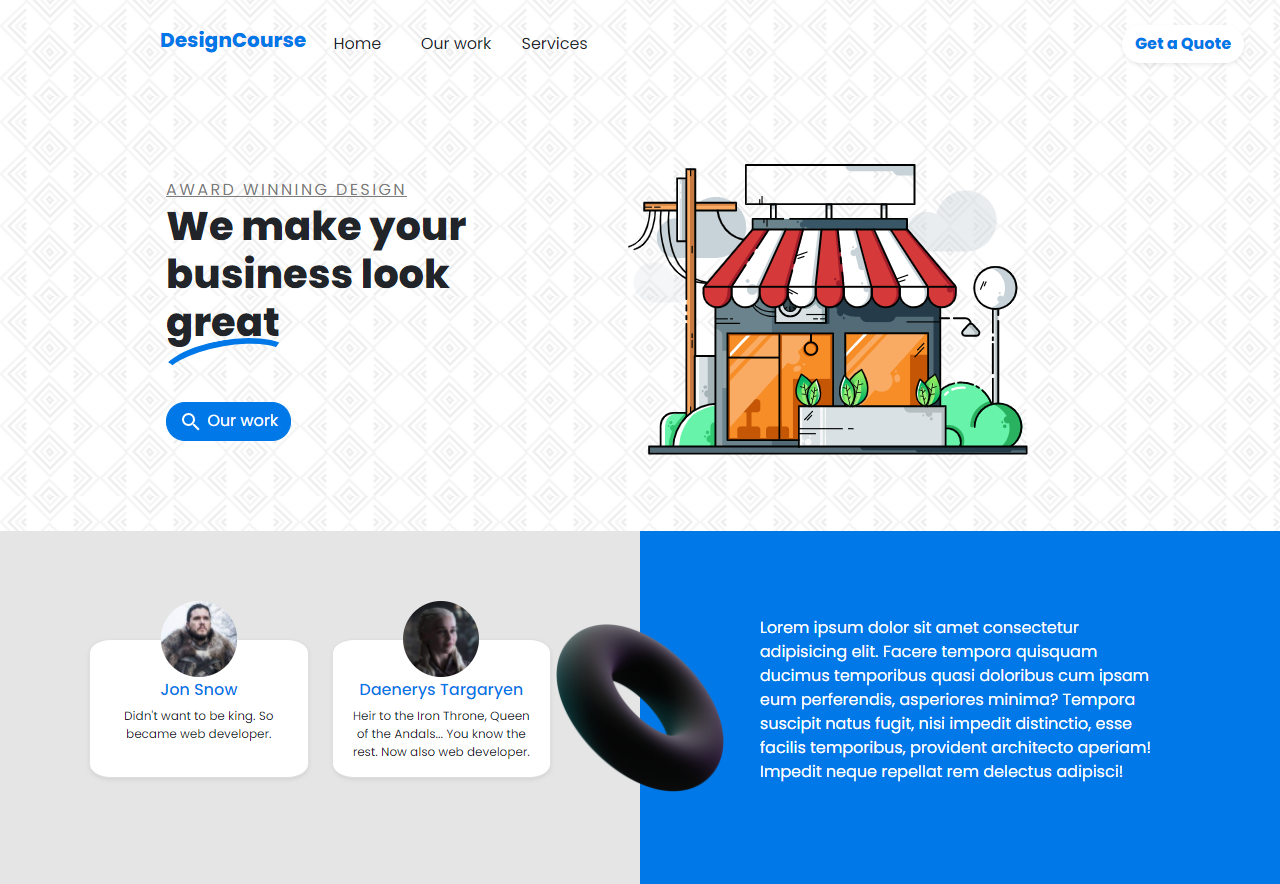 DesignCourse Home Our work Services Get a Quote
AWARD WINNING DESIGN
We make your
business look
great
Our work
Jon Snow
Didn't want to be king. So
became web developer.
Daenerys Targaryen
Heir to the Iron Throne, Queen
of the Andals... You know the
rest. Now also web developer.
Lorem ipsum dolor sit amet consectetur
adipisicing elit. Facere tempora quisquam
ducimus temporibus quasi doloribus cum ipsam
eum perferendis, asperiores minima? Tempora
suscipit natus fugit, nisi impedit distinctio, esse
facilis temporibus, provident architecto aperiam!
Impedit neque repellat rem delectus adipisci!